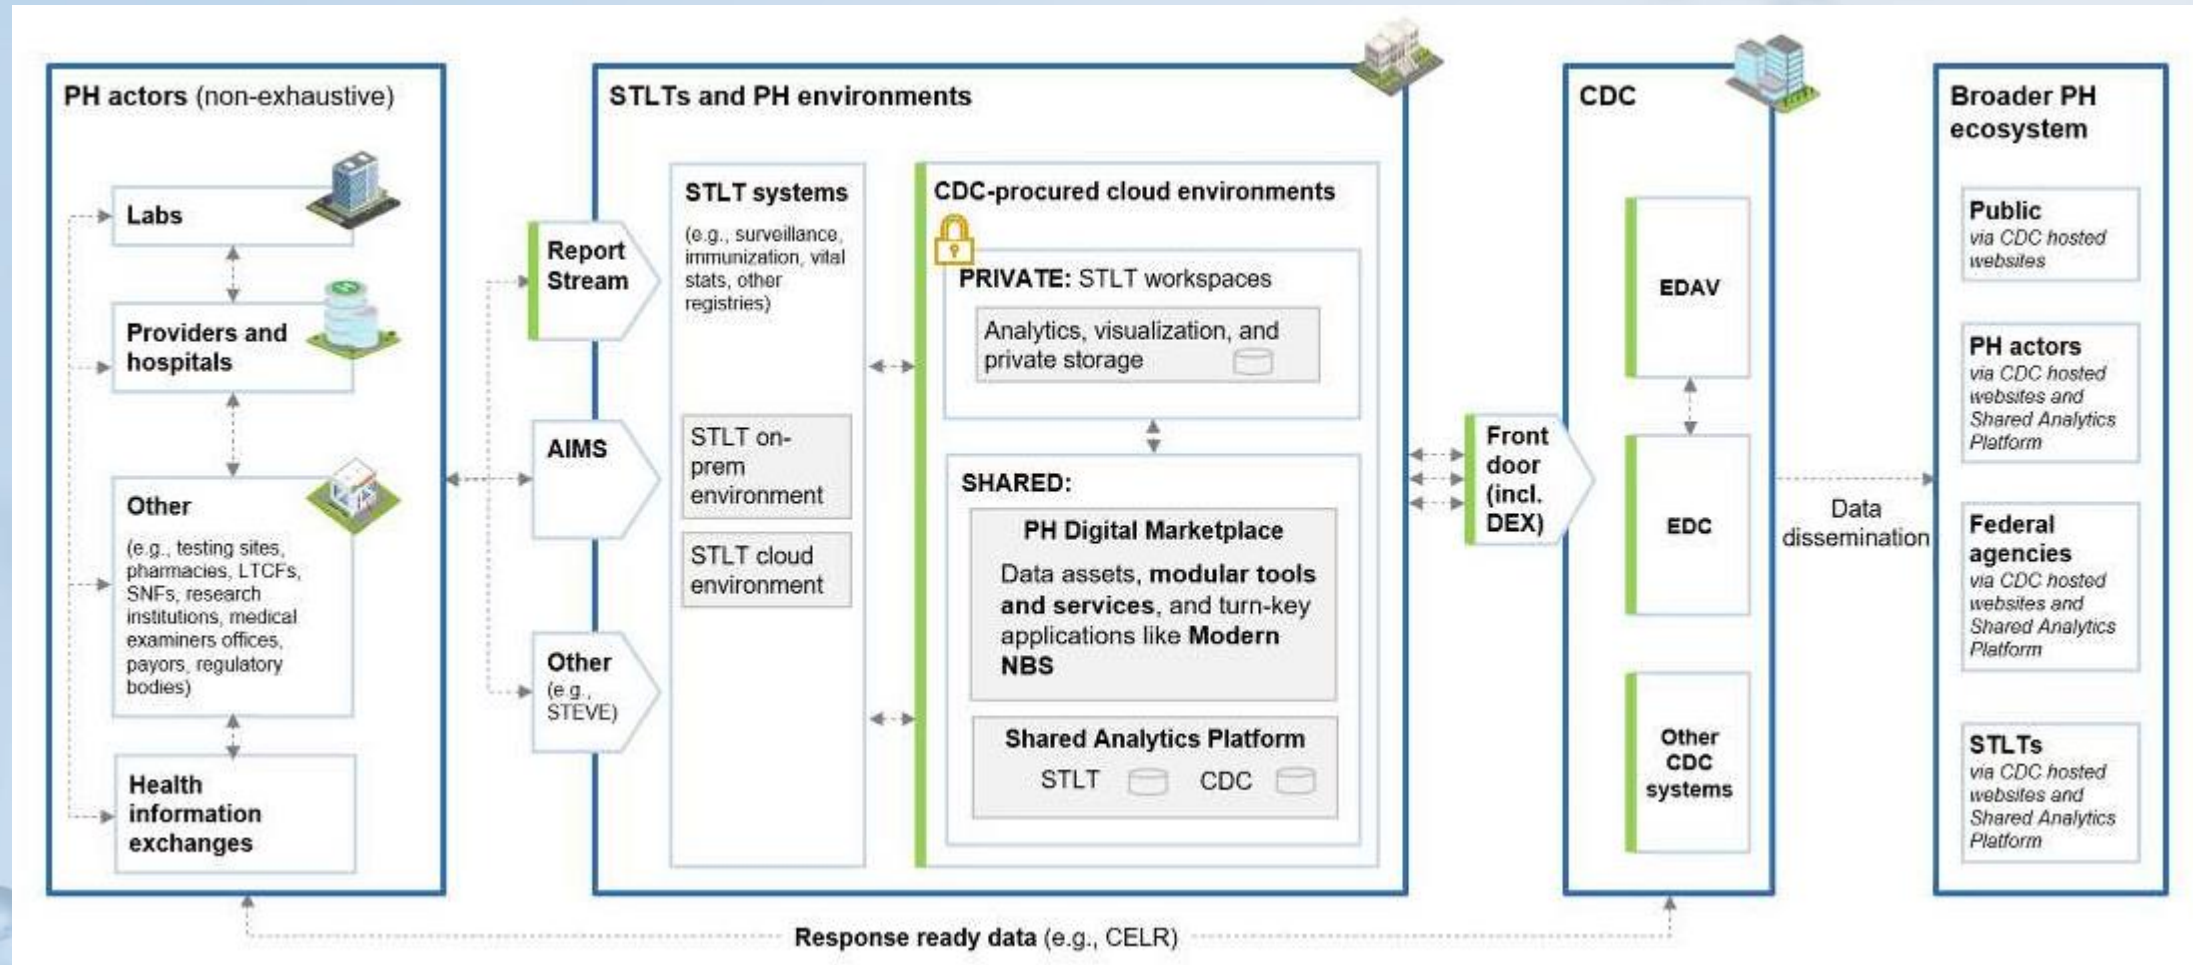 PH actors (non-exhaustive)
Labs
Providers and
hospitals
Other
(e.g., testing sites,
pharmacies, LTCFs,
SNFs, research
institutions, medical
examiners offices,
payors, regulatory
bodies)
Health
information
exchanges
Report
Stream
AIMS
Other
(e.g.,
STEVE)
STLTs and PH environments
STLT systems
(e.g., surveillance,
immunization, vital
stats, other
registries)
STLT on-
prem
environment
STLT cloud
environment
CDC-procured cloud environments
PRIVATE: STLT workspaces
Analytics, visualization, and
private storage
SHARED:
PH Digital Marketplace
Data assets, modular tools
and services, and turn-key
applications like Modern
NBS
Shared Analytics Platform
STLT CDC
Front
door
(incl.
DEX)
CDC
EDAV
EDC
Other
CDC
systems
Data
dissemination
Broader PH
ecosystem
Public
via CDC hosted
websites
PH actors
via CDC hosted
websites and
Shared Analytics
Platform
Federal
agencies
via CDC hosted
websites and
Shared Analytics
Platform
STLTs
via CDC hosted
websites and
Shared Analytics
Platform
Response ready data (e.g., CELR)